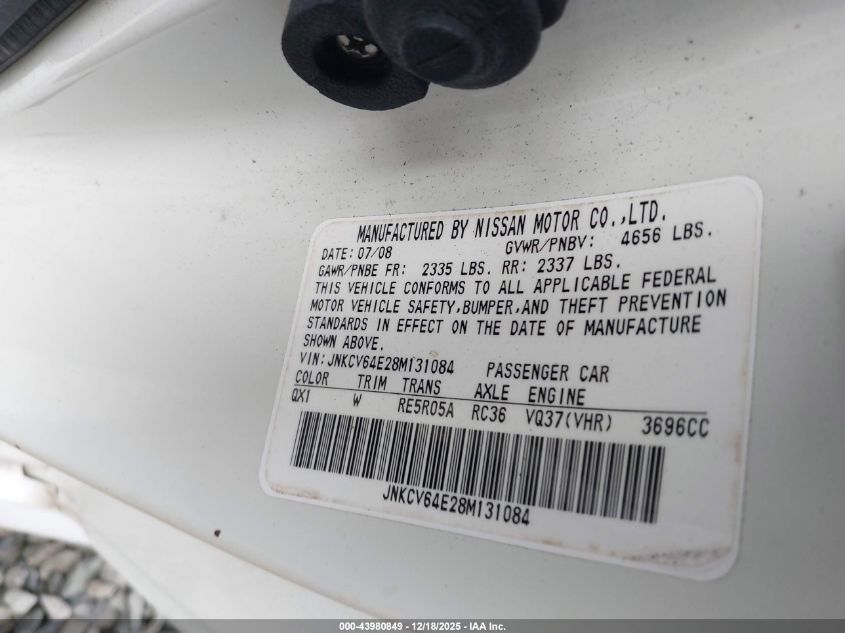 MANUFACTURED BY NISSAN MOTOR CO.,LTD.
DATE: 07/08 GVWR/PNBV: 4656 LBS.
GAWR/PNBE FR: 2335 LBS. RR: 2337 LBS.
THIS VEHICLE CONFORMS TO ALL APPLICABLE FEDERAL
MOTOR VEHICLE SAFETY,BUMPER,AND THEFT PREVENTION
STANDARDS IN EFFECT ON THE DATE OF MANUFACTURE
SHOWN ABOVE.
VIN:JNKCV64E28M131084 PASSENGER CAR
COLOR TRIM TRANS AXLE ENGINE
QX1 W RE5R05A RC36 VQ37(VHR) 3696CC
JNKCV64E28M131084
000-43980849 | 12/18/2025 - IAA Inc.